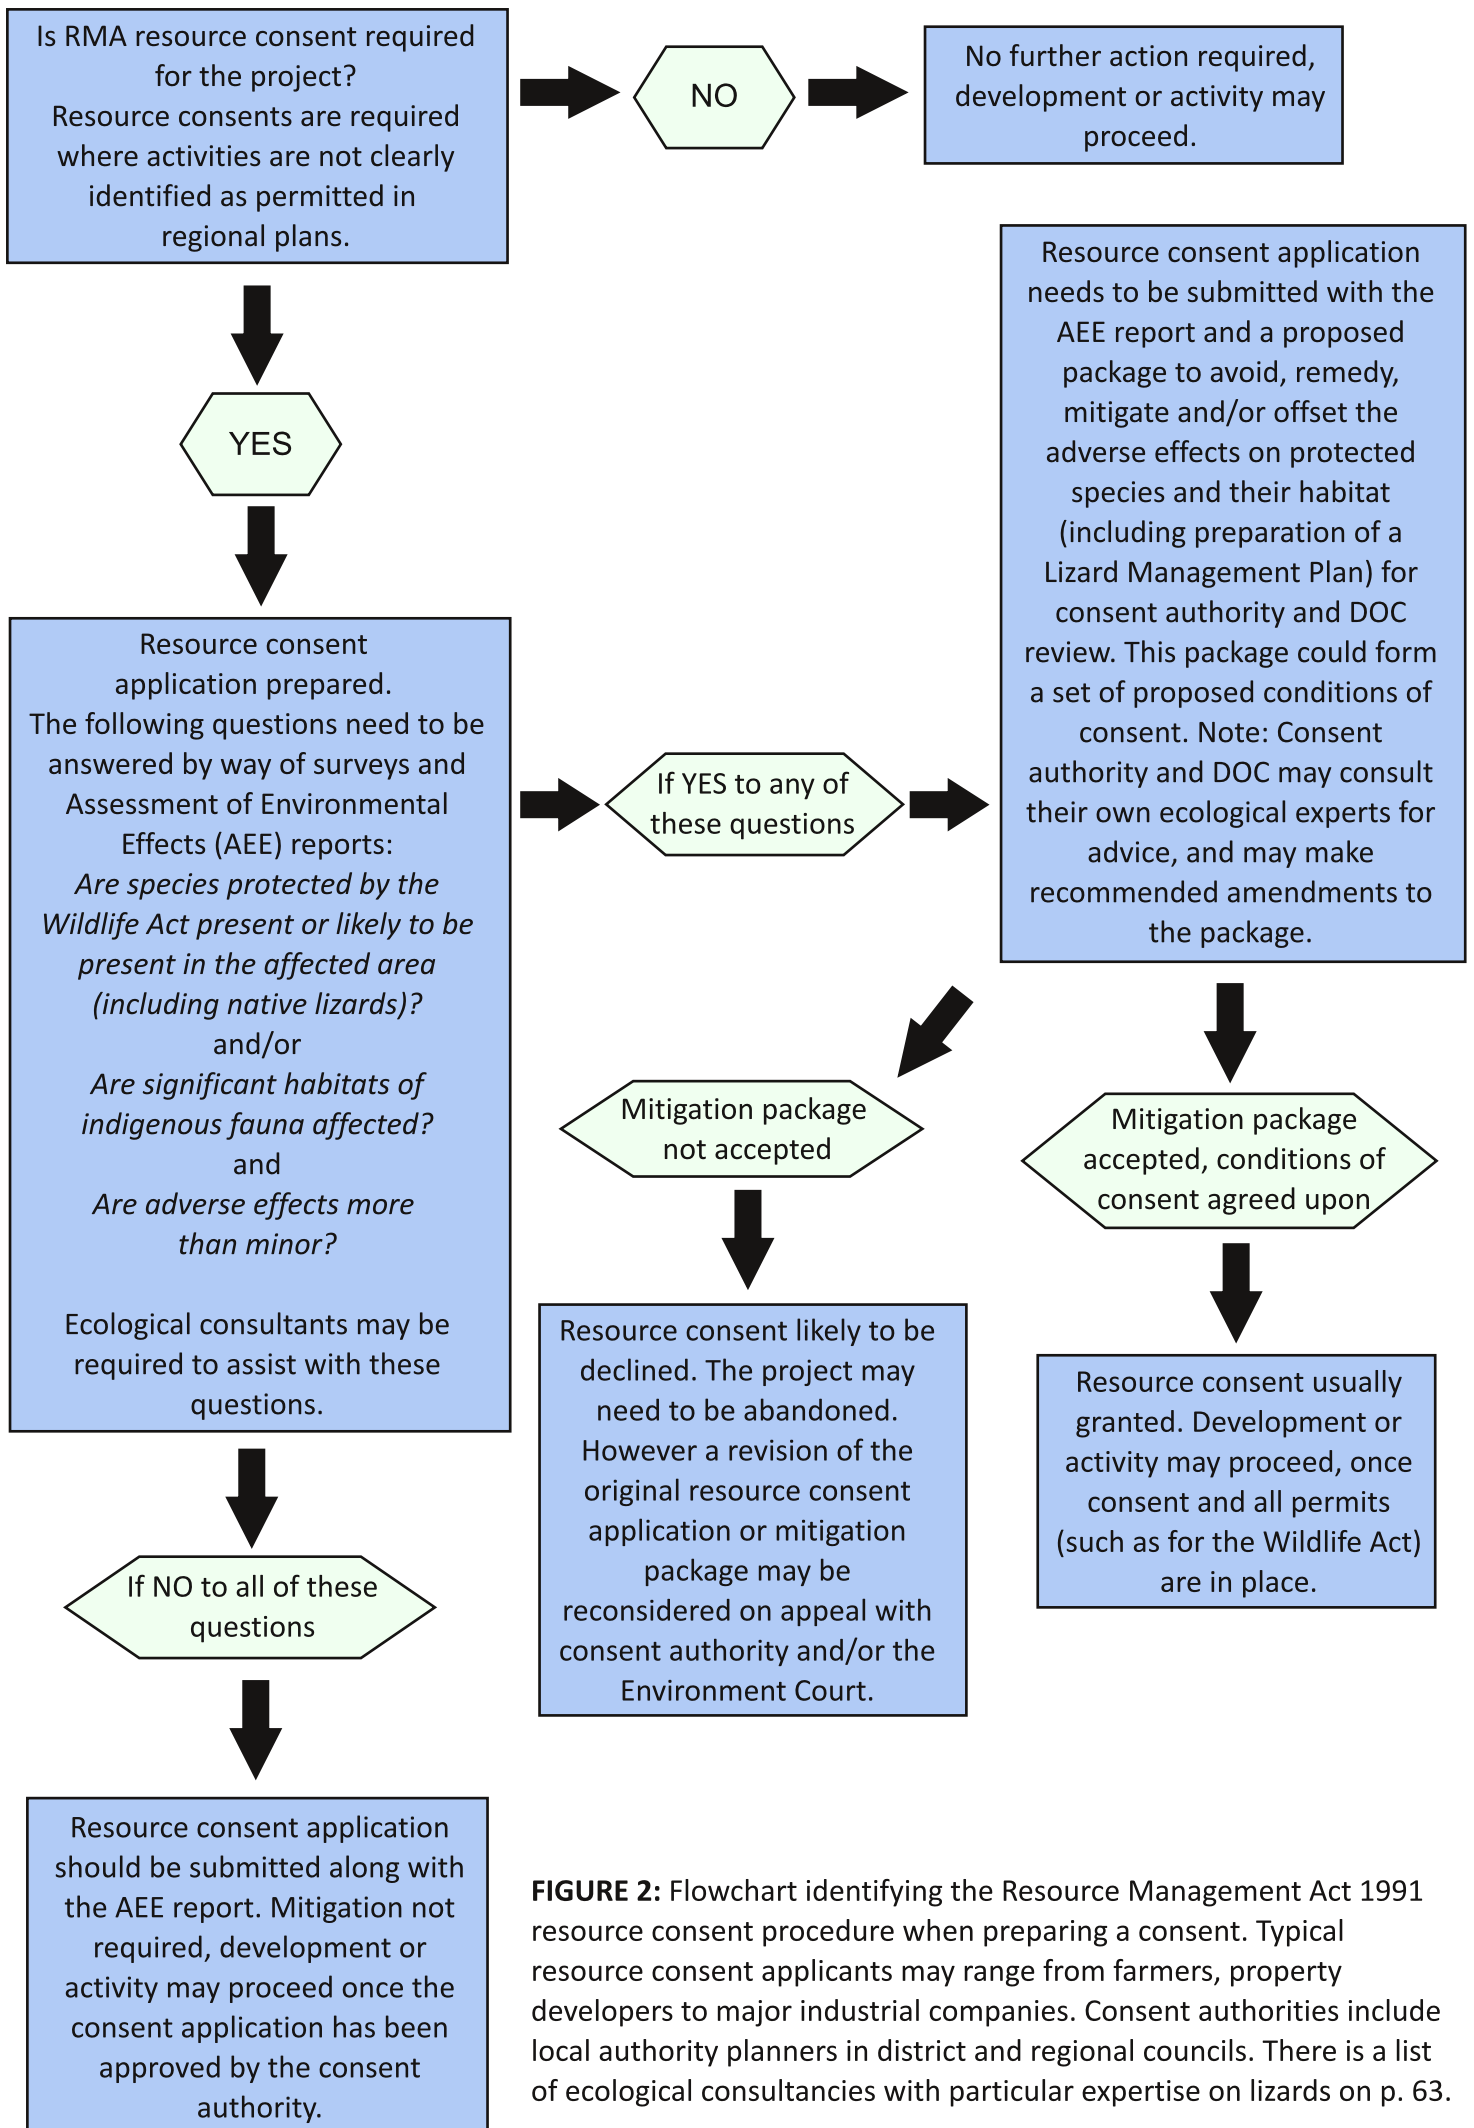 Is RMA resource consent required
for the project?
Resource consents are required
where activities are not clearly
identified as permitted in
regional plans.
NO
No further action required,
development or activity may
proceed.
YES
Resource consent
application prepared.
The following questions need to be
answered by way of surveys and
Assessment of Environmental
Effects (AEE) reports:
Are species protected by the
Wildlife Act present or likely to be
present in the affected area
(including native lizards)?
and/or
Are significant habitats of
indigenous fauna affected?
and
Are adverse effects more
than minor?
Ecological consultants may be
required to assist with these
questions.
If YES to any of
these questions
Resource consent application
needs to be submitted with the
AEE report and a proposed
package to avoid, remedy,
mitigate and/or offset the
adverse effects on protected
species and their habitat
(including preparation of a
Lizard Management Plan) for
consent authority and DOC
review. This package could form
a set of proposed conditions of
consent. Note: Consent
authority and DOC may consult
their own ecological experts for
advice, and may make
recommended amendments to
the package.
Mitigation package
not accepted
Mitigation package
accepted, conditions of
consent agreed upon
Resource consent likely to be
declined. The project may
need to be abandoned.
However a revision of the
original resource consent
application or mitigation
package may be
reconsidered on appeal with
consent authority and/or the
Environment Court.
Resource consent usually
granted. Development or
activity may proceed, once
consent and all permits
(such as for the Wildlife Act)
are in place.
If NO to all of these
questions
Resource consent application
should be submitted along with
the AEE report. Mitigation not
required, development or
activity may proceed once the
consent application has been
approved by the consent
authority.
FIGURE 2: Flowchart identifying the Resource Management Act 1991
resource consent procedure when preparing a consent. Typical
resource consent applicants may range from farmers, property
developers to major industrial companies. Consent authorities include
local authority planners in district and regional councils. There is a list
of ecological consultancies with particular expertise on lizards on p. 63.